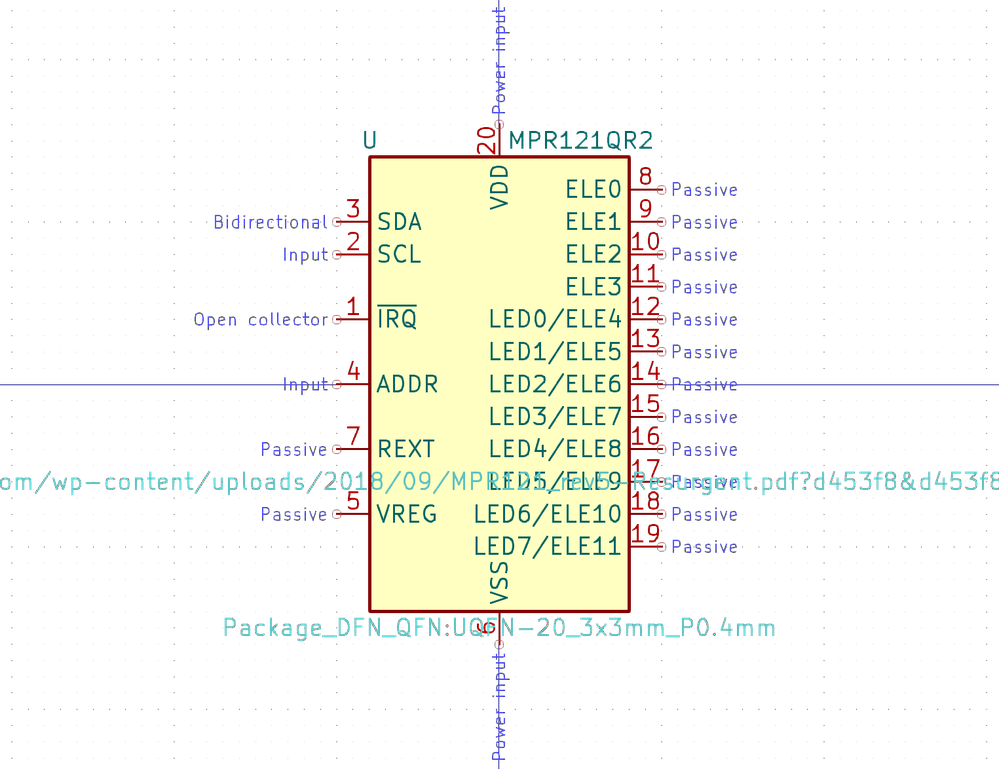 Power input
20
U MPR121QR2
VDD
8 ELE0 Passive
Bidirectional 3 SDA
9 ELE1 Passive
Input 2 SCL
10 ELE2 Passive
11 ELE3 Passive
Open collector 1 IRQ
12 LED0/ELE4 Passive
13 LED1/ELE5 Passive
Input 4 ADDR
14 LED2/ELE6 Passive
15 LED3/ELE7 Passive
Passive 7 REXT
16 LED4/ELE8 Passive
17 LED5/ELE9 Passive
om/wp-content/uploads/2018/09/MPR121_rev5-Resurgent.pdf?d453f8&d453f8
Passive 5 VREG
18 LED6/ELE10 Passive
19 LED7/ELE11 Passive
VSS
Package_DFN_QFN:UQFN-20_3x3mm_P0.4mm
6
Power input